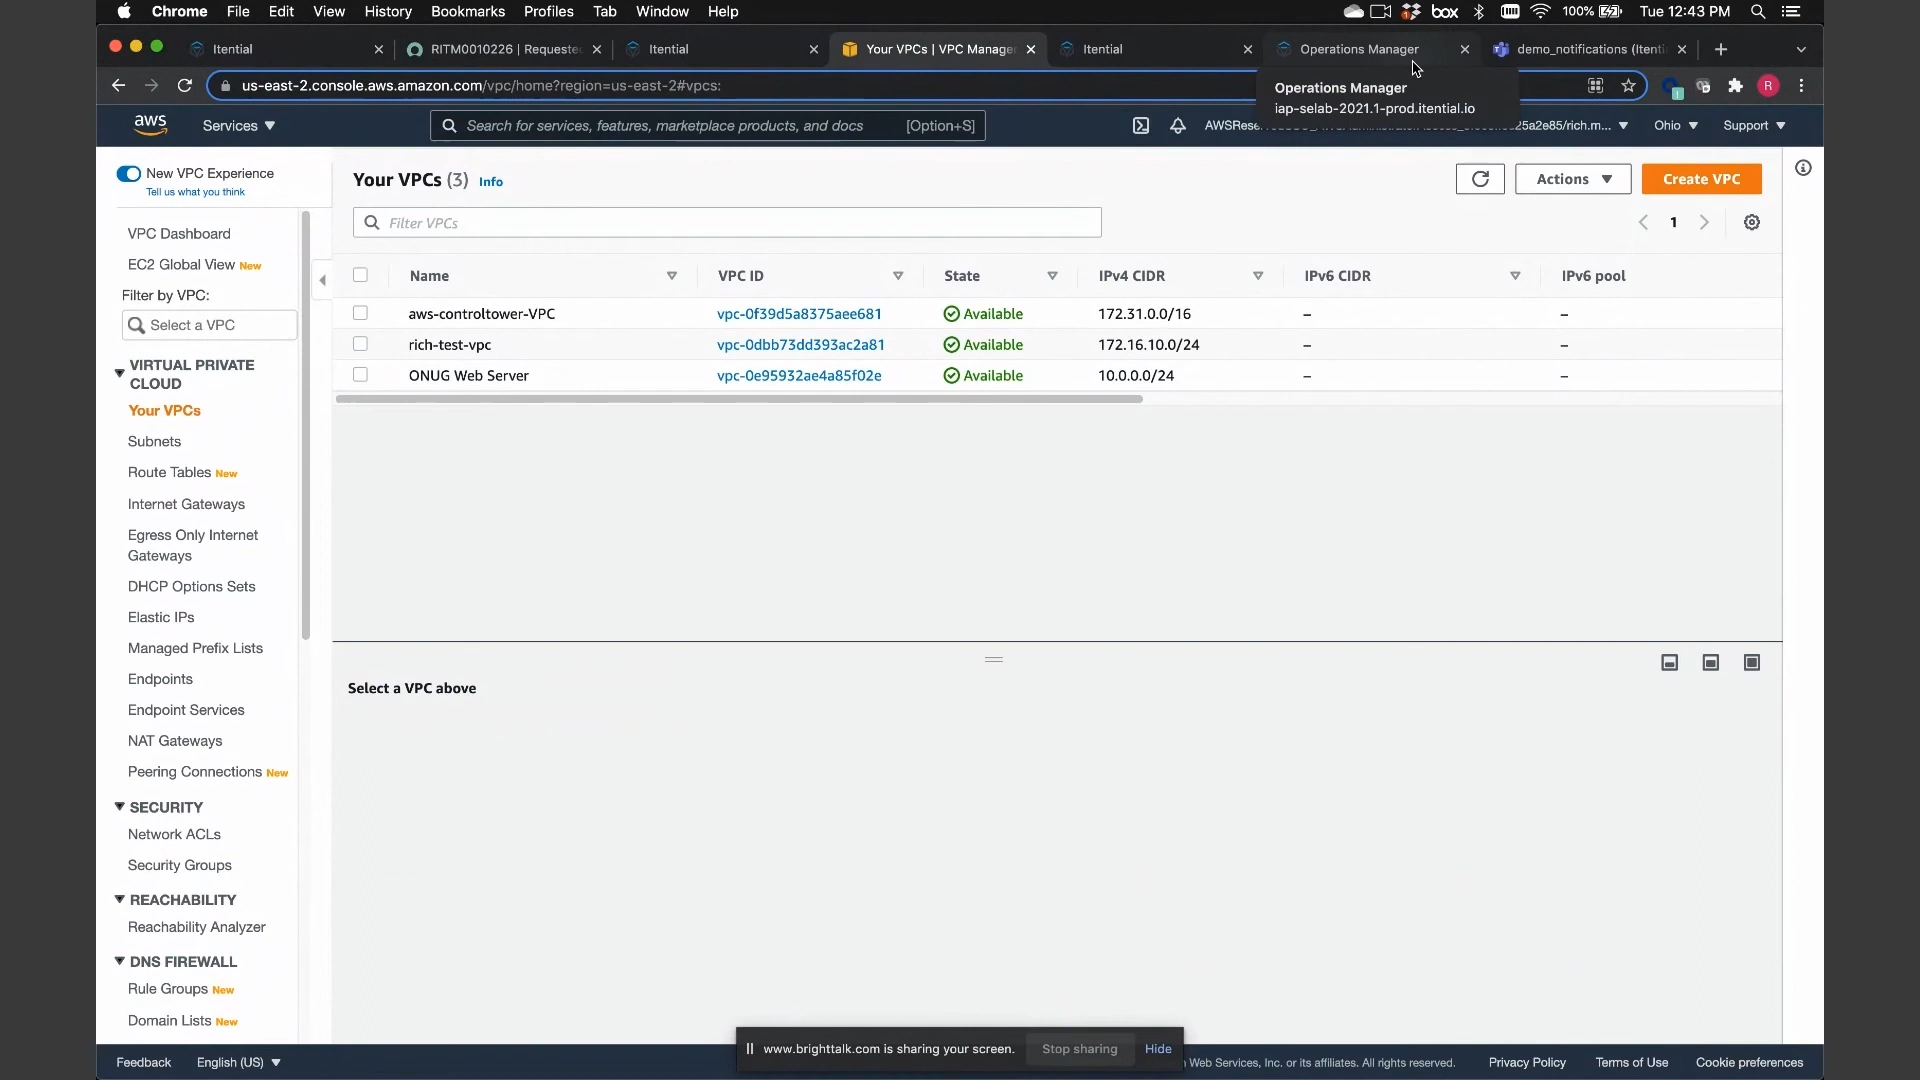 Chrome File Edit View History Bookmarks Profiles Tab Window Help box 100% Tue 12:43 PM
Itential RITM0010226 | Requeste Itential Your VPCs | VPC Manage Itential Operations Manager demo_notifications (Itenti
us-east-2.console.aws.amazon.com/vpc/home?region=us-east-2#vpcs: R
Operations Manager
iap-selab-2021.1-prod.itential.io
aws Services Search for services, features, marketplace products, and docs [Option+S] 25a2e85/rich.m... Ohio Support
New VPC Experience
Tell us what you think
VPC Dashboard
EC2 Global View New
Filter by VPC:
Select a VPC
VIRTUAL PRIVATE
CLOUD
Your VPCs
Subnets
Route Tables New
Internet Gateways
Egress Only Internet
Gateways
DHCP Options Sets
Elastic IPs
Managed Prefix Lists
Endpoints
Endpoint Services
NAT Gateways
Peering Connections New
SECURITY
Network ACLs
Security Groups
REACHABILITY
Reachability Analyzer
DNS FIREWALL
Rule Groups New
Domain Lists New
Your VPCs (3) Info Actions Create VPC
Filter VPCs 1
Name VPC ID State IPv4 CIDR IPv6 CIDR IPv6 pool
aws-controltower-VPC vpc-0f39d5a8375aee681 Available 172.31.0.0/16 – –
rich-test-vpc vpc-0dbb73dd393ac2a81 Available 172.16.10.0/24 – –
ONUG Web Server vpc-0e95932ae4a85f02e Available 10.0.0.0/24 – –
Select a VPC above
www.brighttalk.com is sharing your screen. Stop sharing Hide
Feedback English (US) Web Services, Inc. or its affiliates. All rights reserved. Privacy Policy Terms of Use Cookie preferences